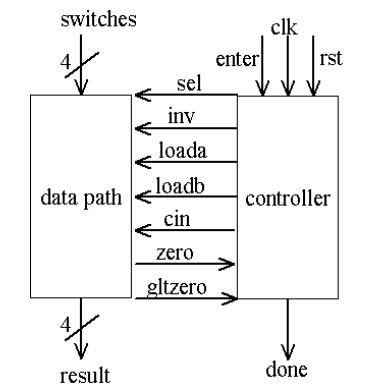 switches
clk
4
enter
rst
sel
inv
loada
data path
loadb
controller
cin
zero
gltzero
4
result
done